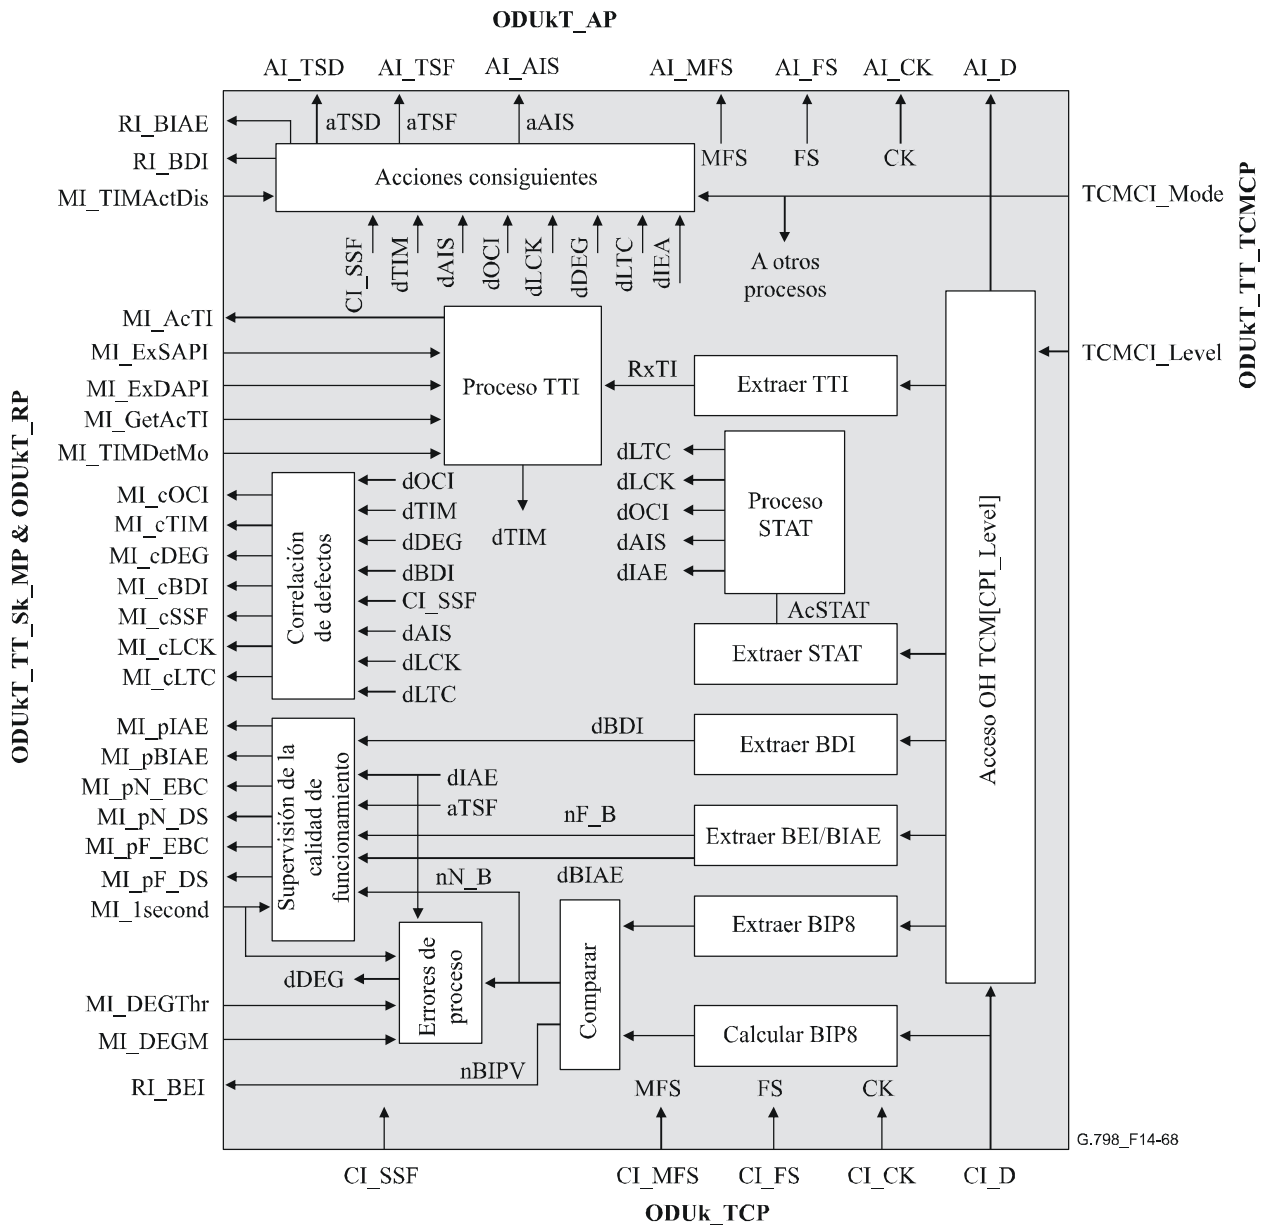 ODUkT_AP
AI_TSD
AI_TSF
AI_AIS
AI_MFS
AI_FS
AI_CK
AI_D
RI_BIAE
aTSD
aTSF
aAIS
RI_BDI
MFS
FS
CK
Acciones consiguientes
MI_TIMActDis
TCMCI_Mode
CI_SSF
dTIM
dAIS
dOCI
dLCK
dDEG
dLTC
dIEA
A otros
procesos
ODUkT_TT_TCMCP
MI_AcTI
MI_ExSAPI
TCMCI_Level
MI_ExDAPI
Proceso TTI
RxTI
Extraer TTI
MI_GetAcTI
MI_TIMDetMo
dTIM
dLTC
dLCK
dOCI
dAIS
dIAE
Proceso
STAT
AcSTAT
Extraer STAT
Acceso OH TCM[CPI_Level]
ODUkT_TT_Sk_MP & ODUkT_RP
MI_cOCI
MI_cTIM
MI_cDEG
MI_cBDI
MI_cSSF
MI_cLCK
MI_cLTC
Correlación
de defectos
dOCI
dTIM
dDEG
dBDI
CI_SSF
dAIS
dLCK
dLTC
MI_pIAE
MI_pBIAE
MI_pN_EBC
MI_pN_DS
MI_pF_EBC
MI_pF_DS
MI_1second
Supervisión de la
calidad de
funcionamiento
dBDI
Extraer BDI
dIAE
aTSF
nF_B
Extraer BEI/BIAE
nN_B
dBIAE
Extraer BIP8
dDEG
Errores de
proceso
Comparar
MI_DEGThr
MI_DEGM
Calcular BIP8
nBIPV
RI_BEI
MFS
FS
CK
G.798_F14-68
CI_SSF
CI_MFS
CI_FS
CI_CK
CI_D
ODUk_TCP